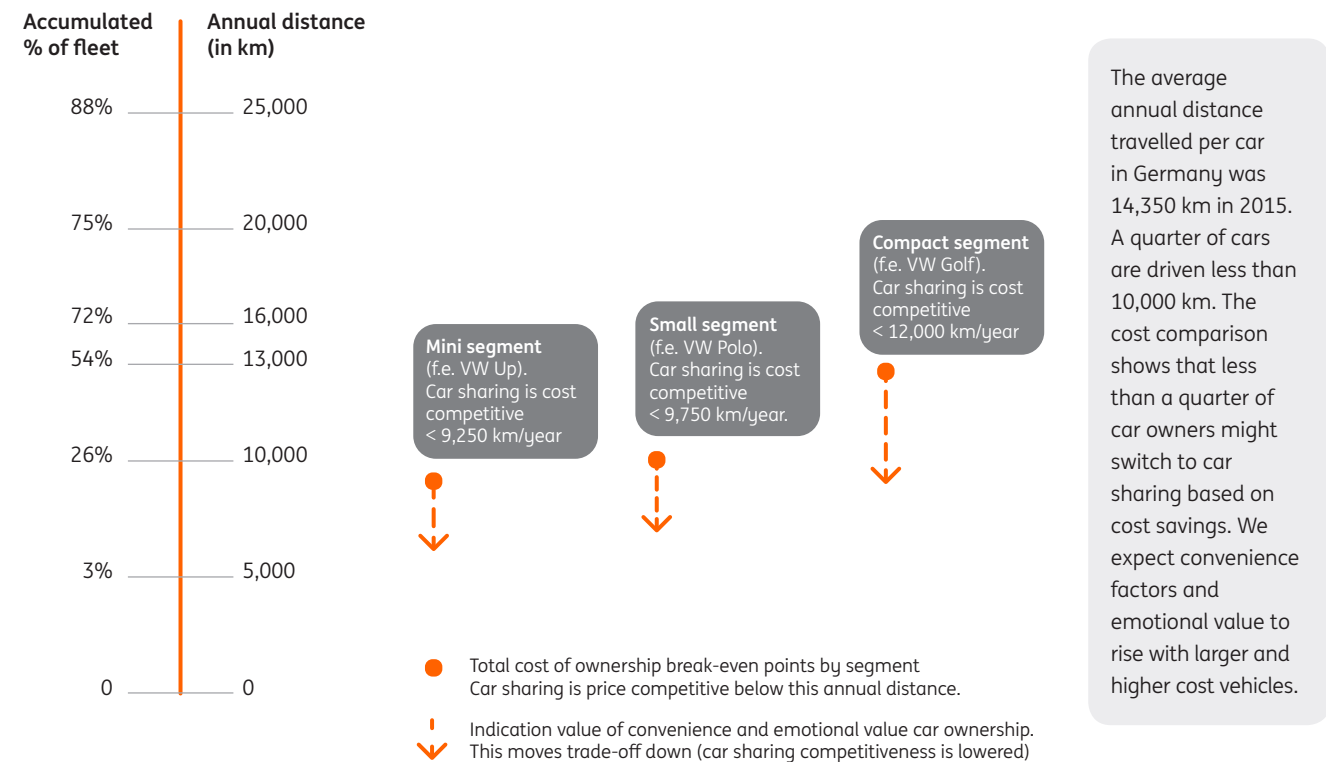 Accumulated
% of fleet
Annual distance
(in km)
88%
25,000
75%
20,000
72%
16,000
54%
13,000
26%
10,000
3%
5,000
0
0
Mini segment
(f.e. VW Up).
Car sharing is cost
competitive
< 9,250 km/year
Small segment
(f.e. VW Polo).
Car sharing is cost
competitive
< 9,750 km/year.
Compact segment
(f.e. VW Golf).
Car sharing is cost
competitive
< 12,000 km/year
Total cost of ownership break-even points by segment
Car sharing is price competitive below this annual distance.
Indication value of convenience and emotional value car ownership.
This moves trade-off down (car sharing competitiveness is lowered)
The average
annual distance
travelled per car
in Germany was
14,350 km in 2015.
A quarter of cars
are driven less than
10,000 km. The
cost comparison
shows that less
than a quarter of
car owners might
switch to car
sharing based on
cost savings. We
expect convenience
factors and
emotional value to
rise with larger and
higher cost vehicles.